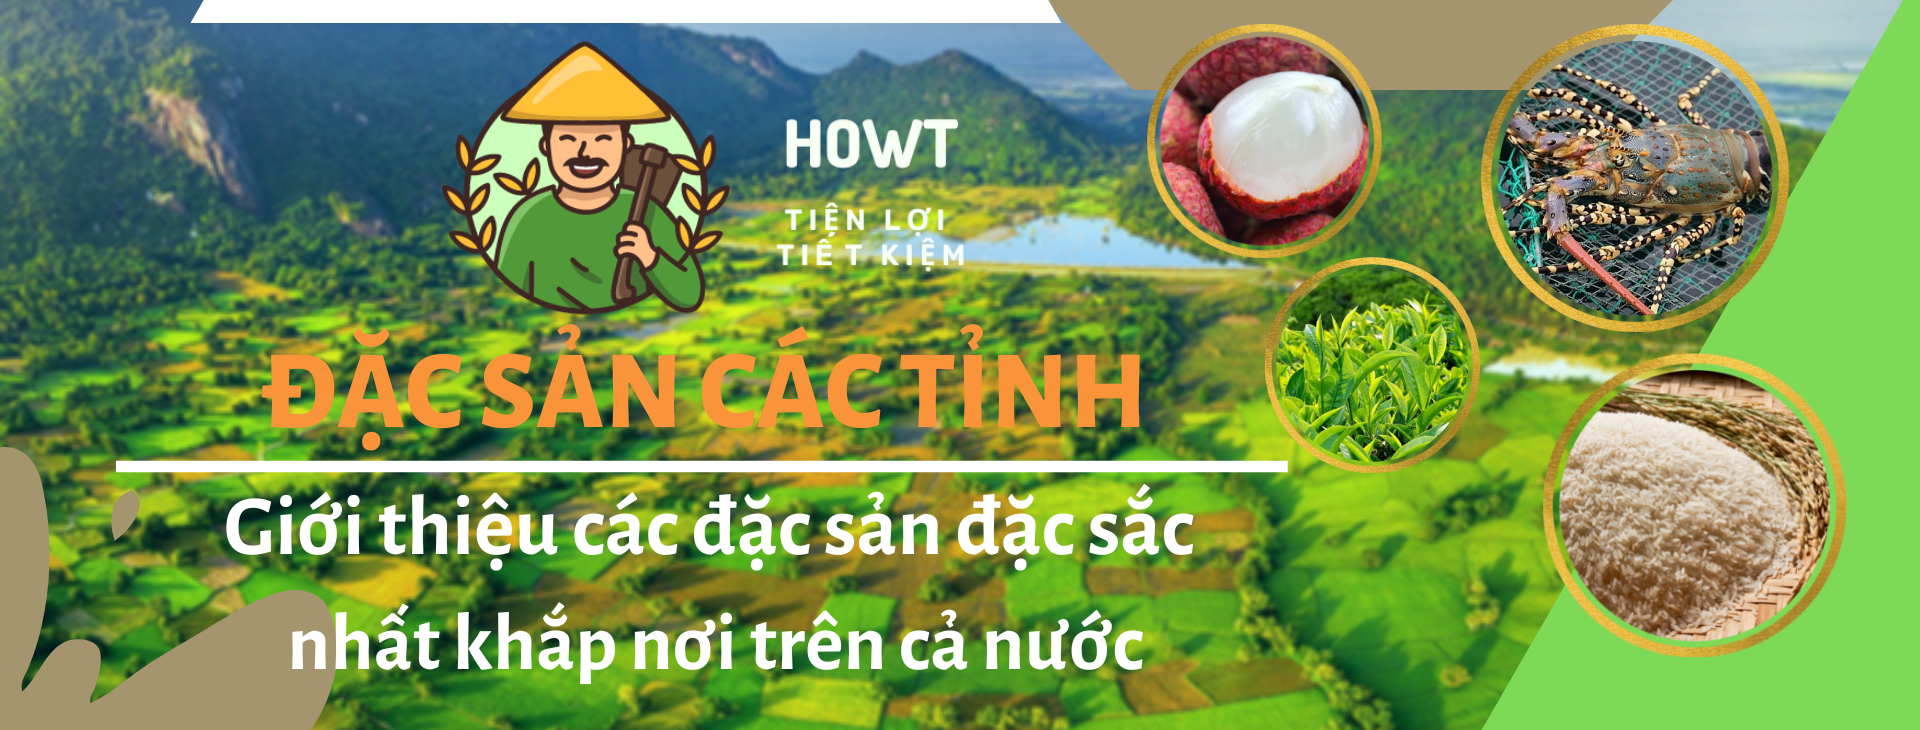 HOWT
TIỆN LỢI
TIẾT KIỆM
ĐẶC SẢN CÁC TỈNH
Giới thiệu các đặc sản đặc sắc
nhất khắp nơi trên cả nước